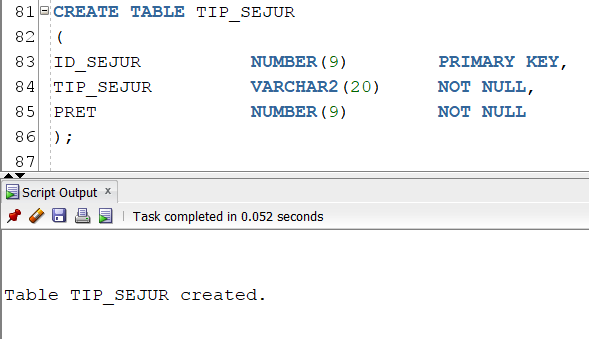 81 CREATE TABLE TIP_SEJUR
82 (
83 ID_SEJUR NUMBER(9) PRIMARY KEY,
84 TIP_SEJUR VARCHAR2(20) NOT NULL,
85 PRET NUMBER(9) NOT NULL
86 );
87
Script Output x
Task completed in 0.052 seconds
Table TIP_SEJUR created.